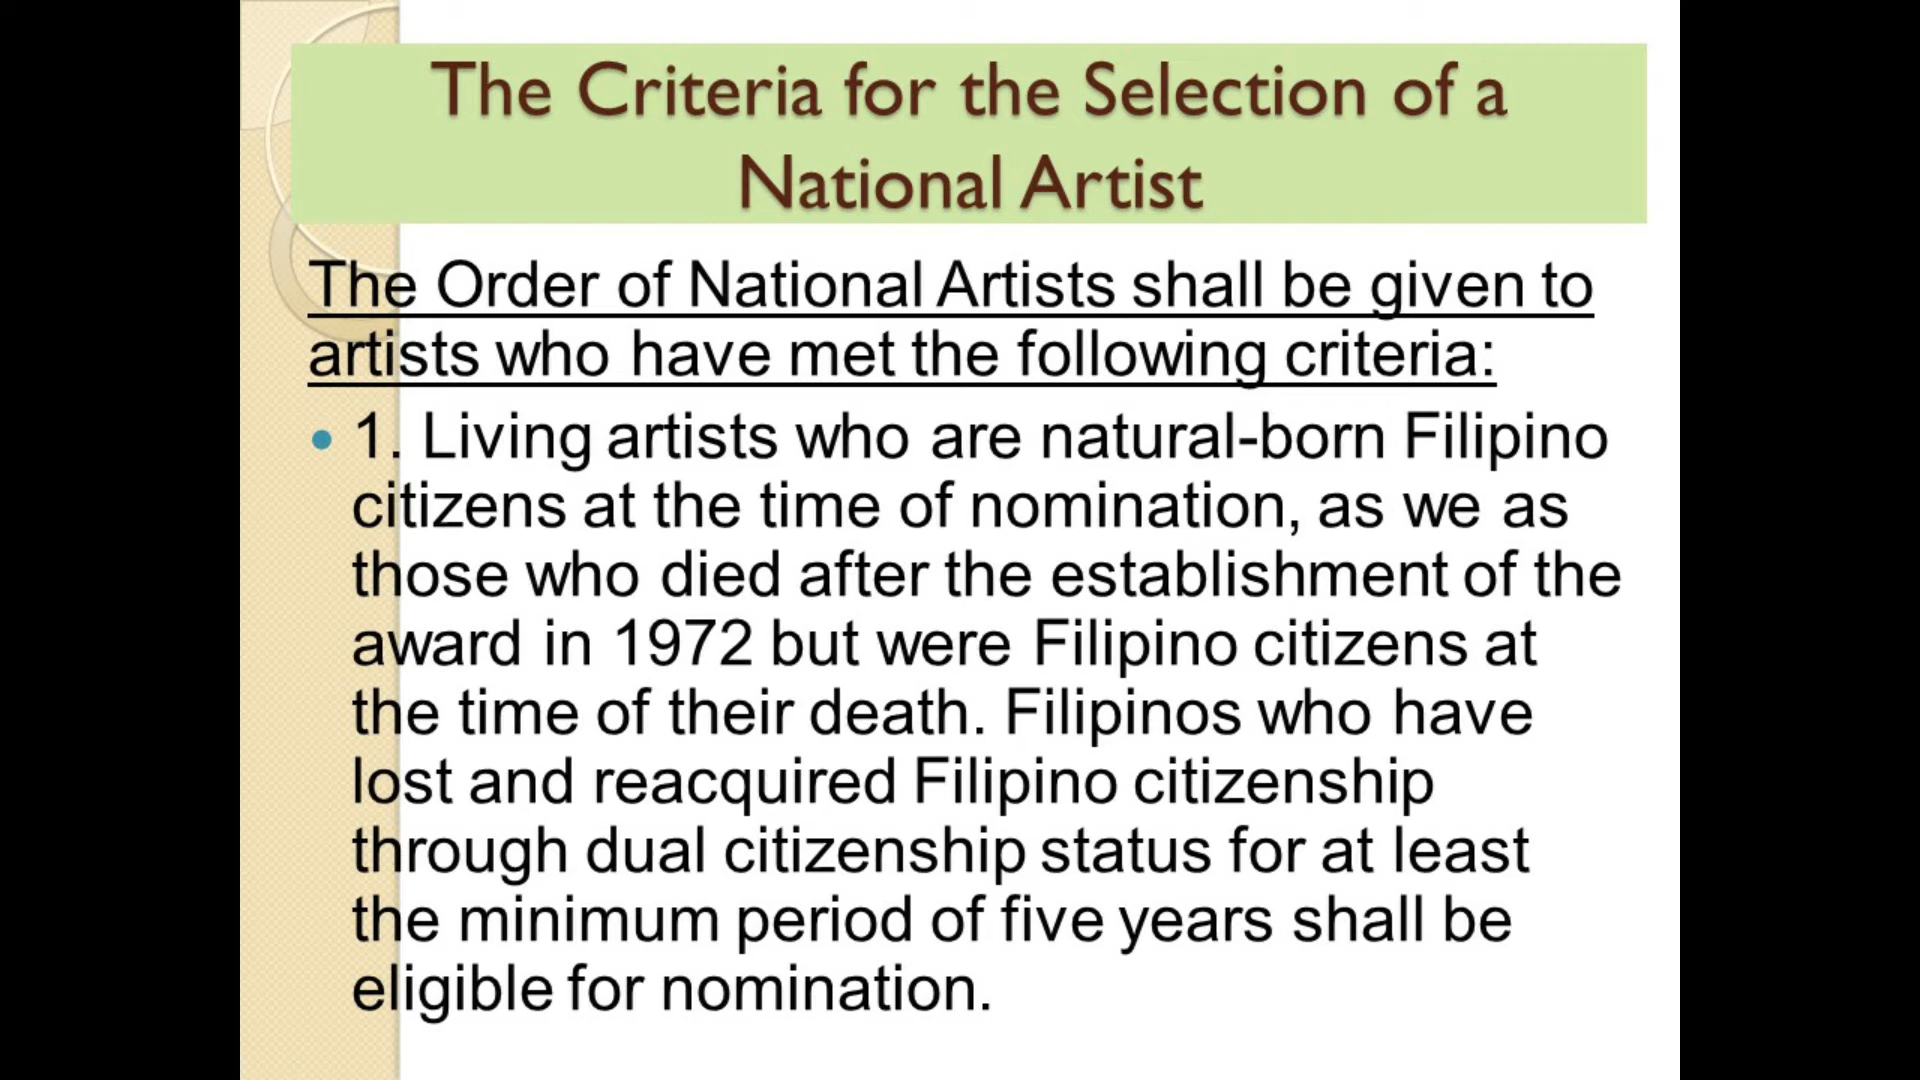 The Criteria for the Selection of a
National Artist
The Order of National Artists shall be given to
artists who have met the following criteria:
• 1. Living artists who are natural-born Filipino
citizens at the time of nomination, as we as
those who died after the establishment of the
award in 1972 but were Filipino citizens at
the time of their death. Filipinos who have
lost and reacquired Filipino citizenship
through dual citizenship status for at least
the minimum period of five years shall be
eligible for nomination.